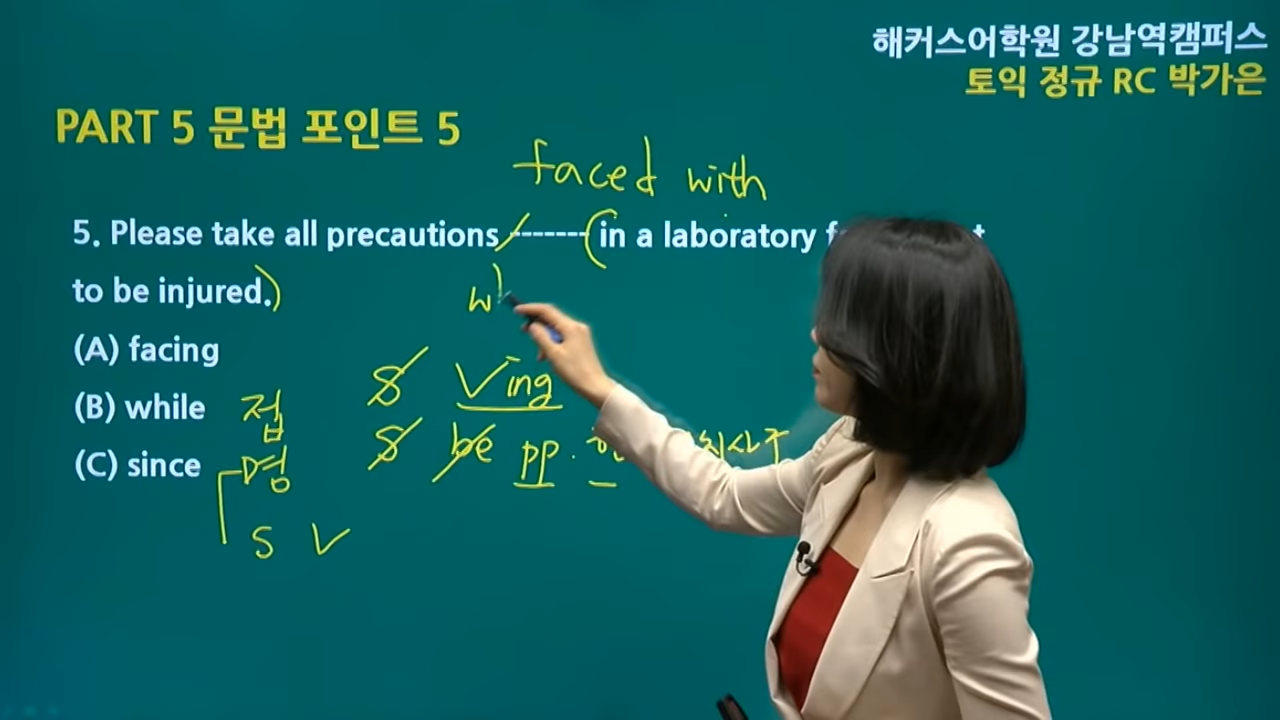 해커스어학원 강남역캠퍼스
토익 정규 RC 박가은
PART 5 문법 포인트 5
faced with
5. Please take all precautions ------- ( in a laboratory
to be injured. )
wh
(A) facing
S Ving
(B) while 접
S be pp.
(C) since 명
S V